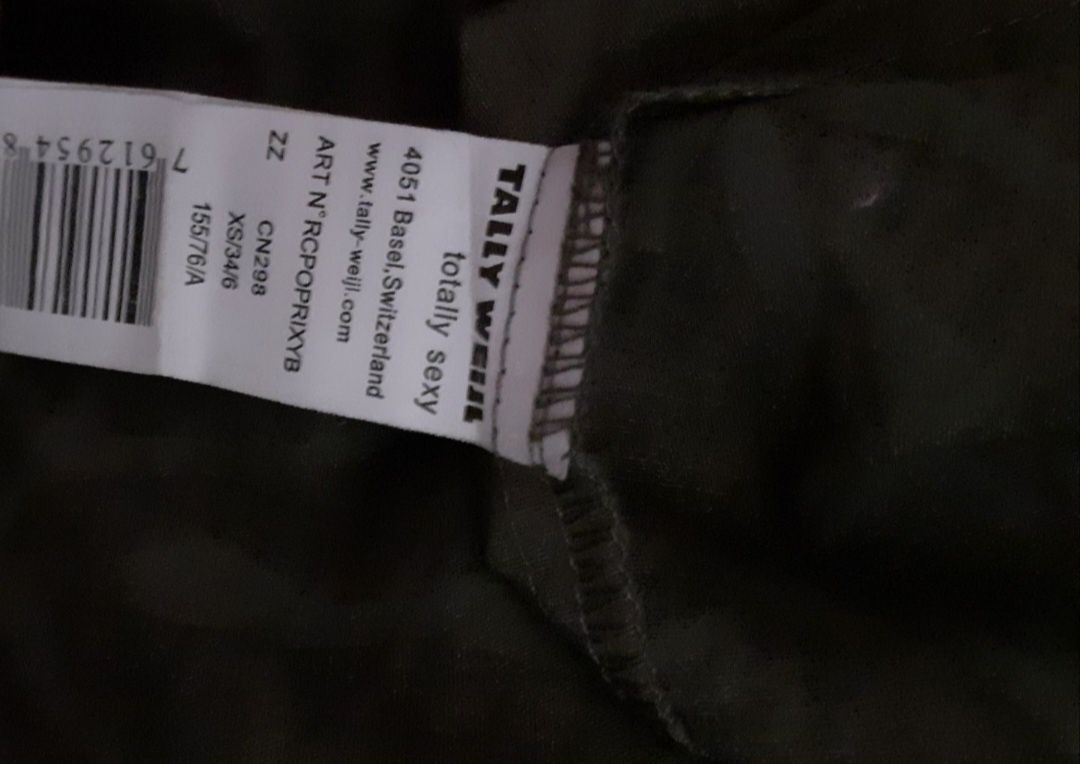 TALLY WEIJL
totally sexy
4051 Basel,Switzerland
www.tally-weijl.com
ART N°RCPOPRIXYB
ZZ
CN298
XS/34/6
155/76/A
7 612954 8